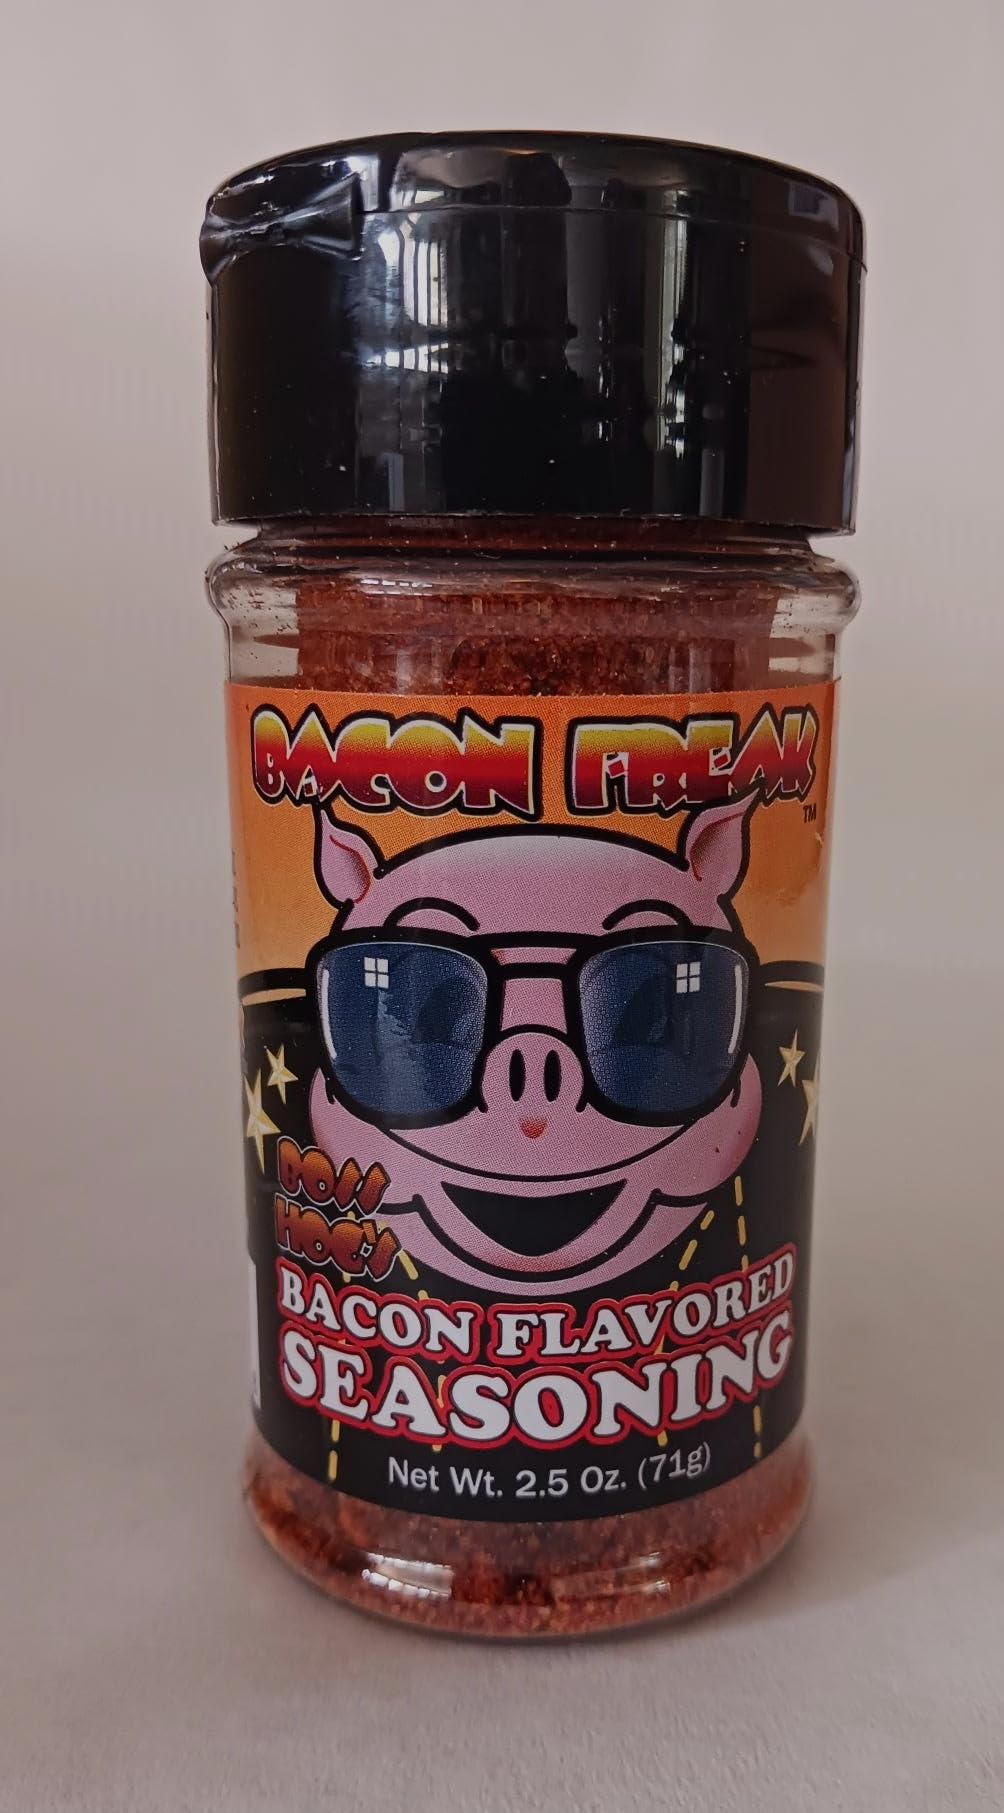 BACON FREAK
TM
BOSS
HOG'S
BACON FLAVORED
SEASONING
Net Wt. 2.5 Oz. (71g)